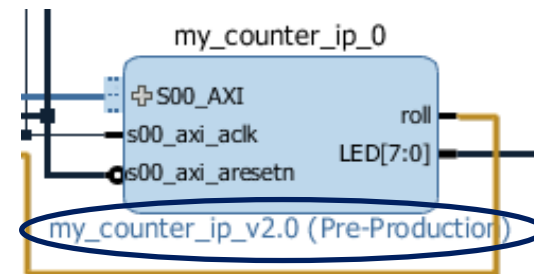 my_counter_ip_0
S00_AXI
s00_axi_aclk
s00_axi_aresetn
roll
LED[7:0]
my_counter_ip_v2.0 (Pre-Production)